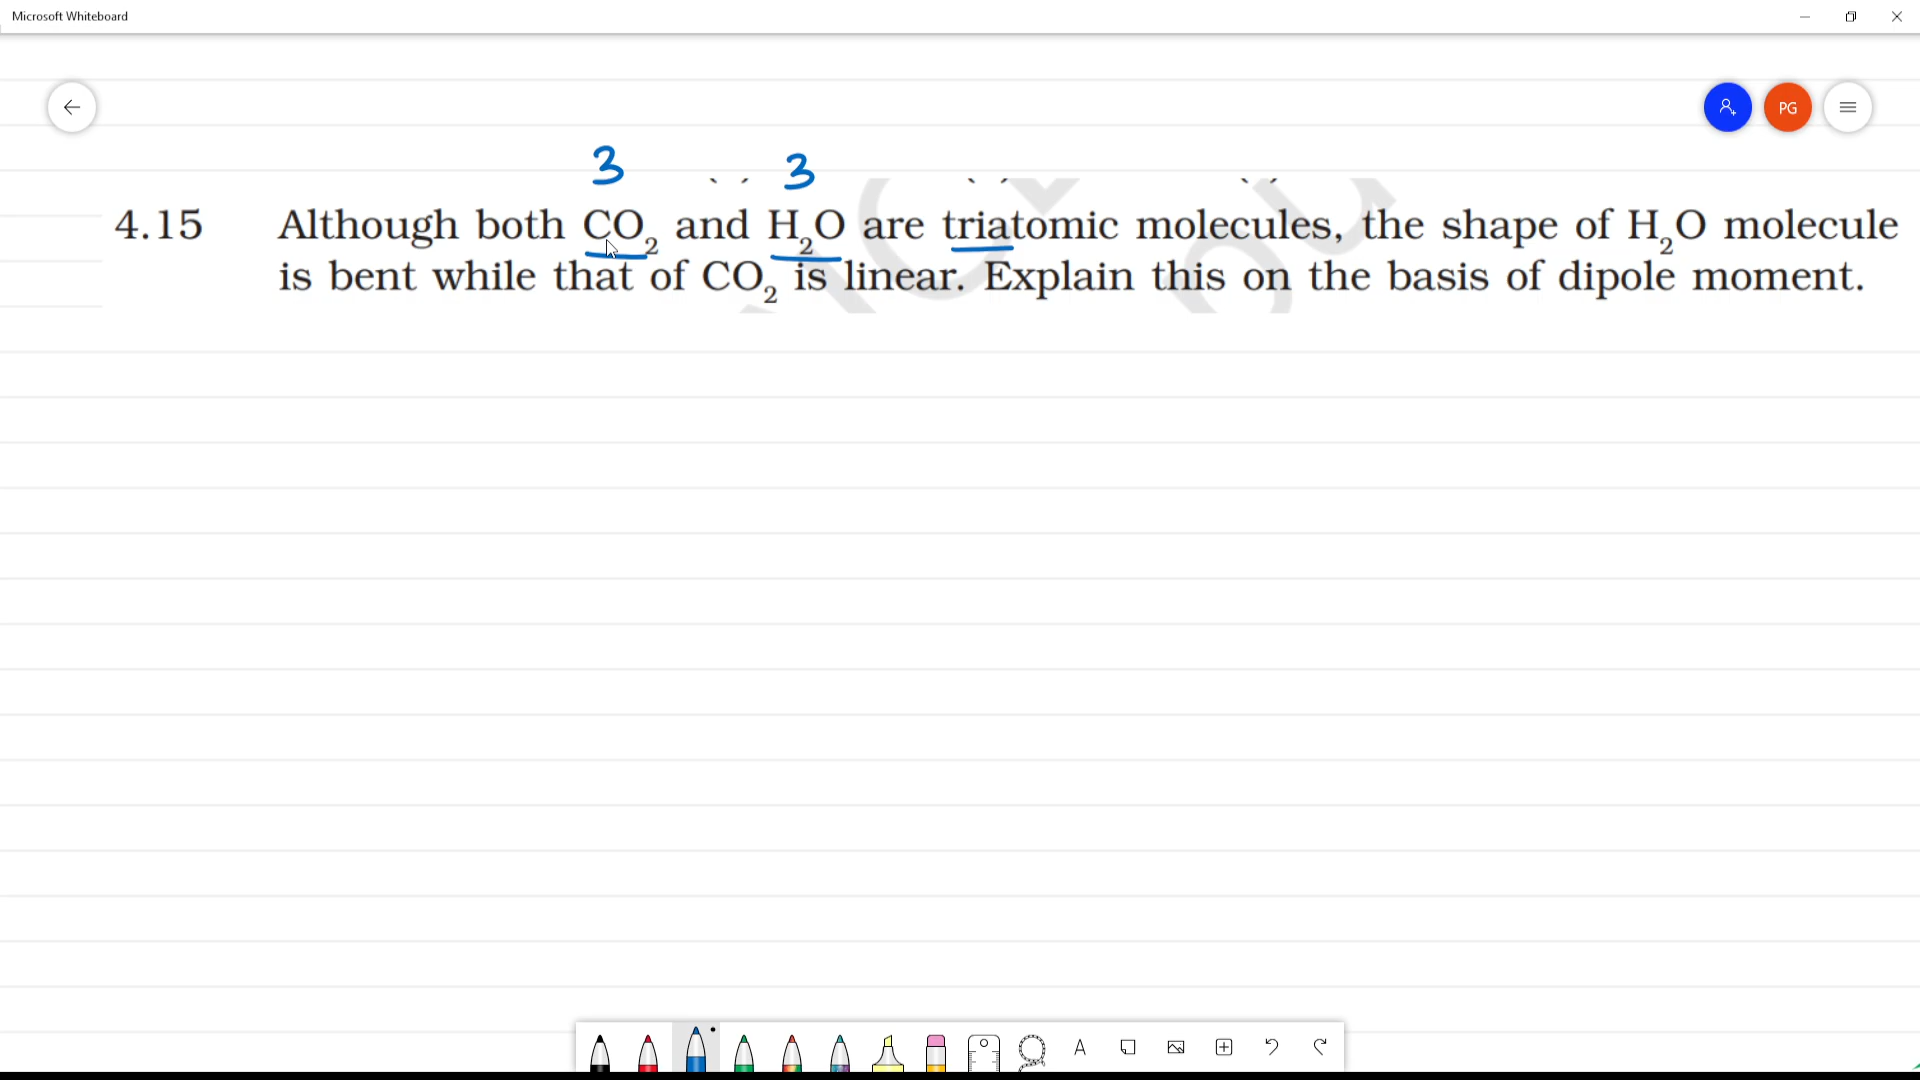 Microsoft Whiteboard
PG
3 3
4.15 Although both CO₂ and H₂O are triatomic molecules, the shape of H₂O molecule
is bent while that of CO₂ is linear. Explain this on the basis of dipole moment.
A